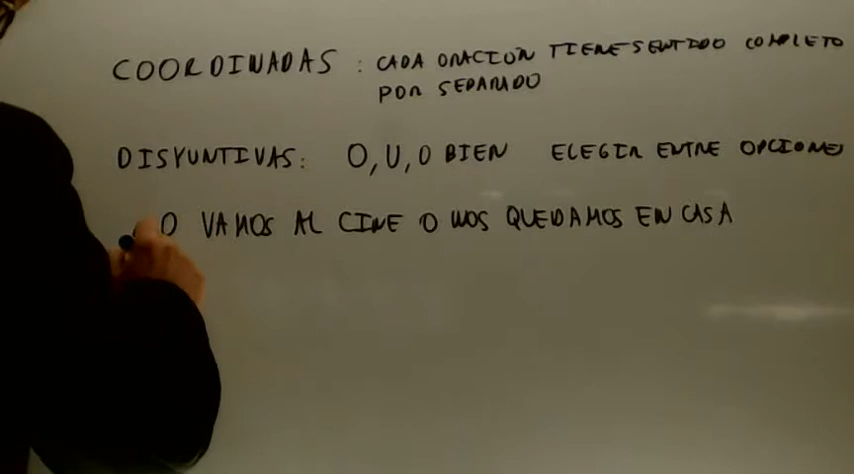 COORDINADAS : CADA ORACIÓN TIENE SENTIDO COMPLETO
POR SEPARADO
DISYUNTIVAS: O, U, O BIEN ELEGIR ENTRE OPCIONES
O VAMOS AL CINE O NOS QUEDAMOS EN CASA